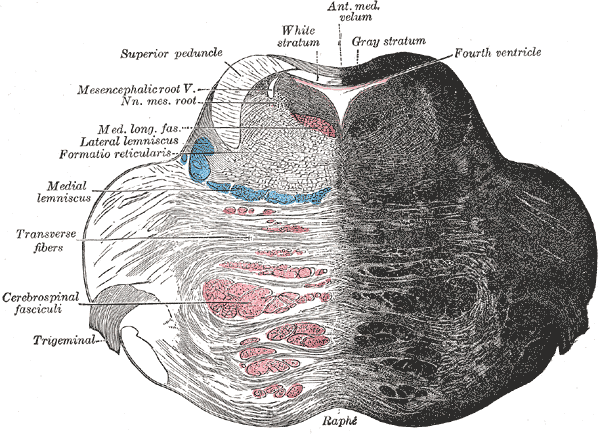 Ant. med.
velum
White
stratum
Gray stratum
Superior peduncle
Fourth ventricle
Mesencephalic root V.
Nn. mes. root
Med. long. fas.
Lateral lemniscus
Formatio reticularis
Medial
lemniscus
Transverse
fibers
Cerebrospinal
fasciculi
Trigeminal
Raphé